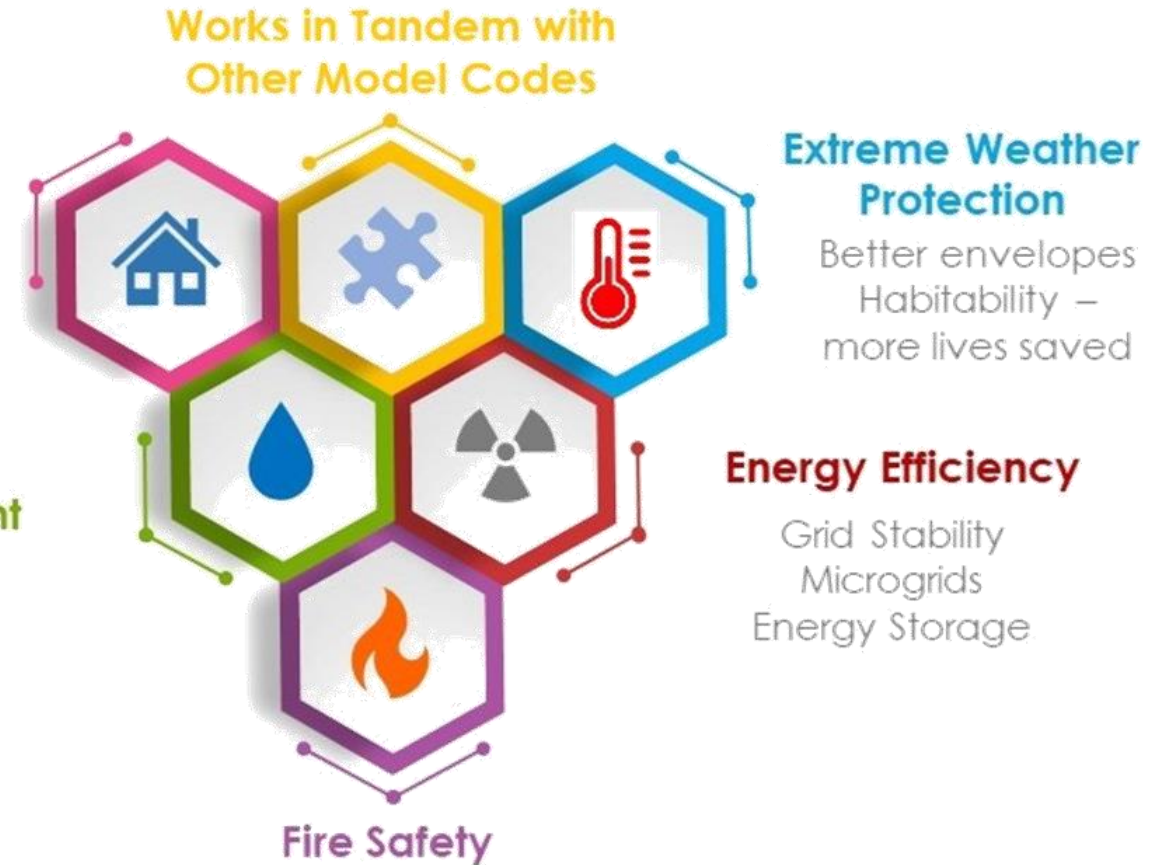 Works in Tandem with
Other Model Codes
Extreme Weather
Protection
Better envelopes
Habitability –
more lives saved
Energy Efficiency
Grid Stability
Microgrids
Energy Storage
Fire Safety